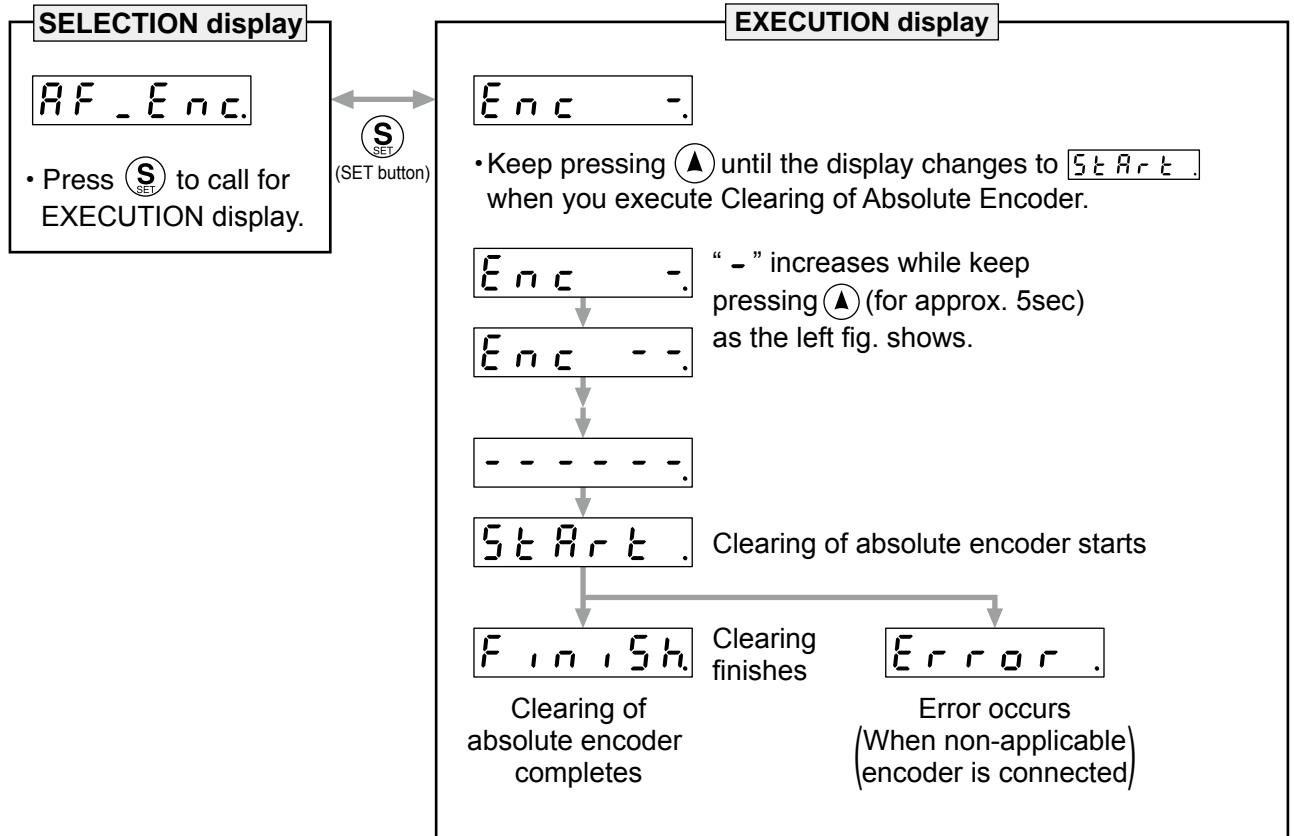 SELECTION display
AF_Enc.
• Press S SET to call for
EXECUTION display.
S SET
(SET button)
EXECUTION display
Enc -.
• Keep pressing ▲ until the display changes to StArt .
when you execute Clearing of Absolute Encoder.
Enc -.
“ - ” increases while keep
pressing ▲ (for approx. 5sec)
as the left fig. shows.
Enc --.
------.
StArt .
Clearing of absolute encoder starts
FiniSh.
Clearing
finishes
Error .
Clearing of
absolute encoder
completes
Error occurs
(When non-applicable
encoder is connected)